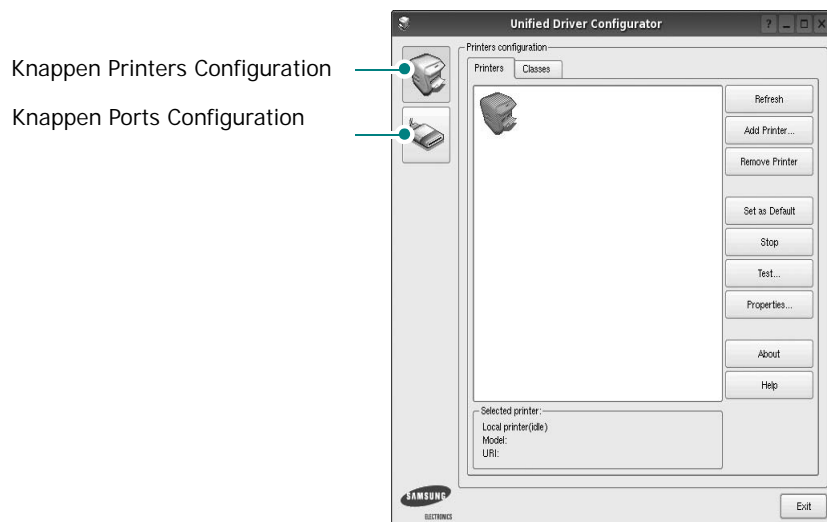 Unified Driver Configurator
Knappen Printers Configuration
Knappen Ports Configuration
Printers configuration
Printers
Classes
Refresh
Add Printer...
Remove Printer
Set as Default
Stop
Test...
Properties...
About
Help
Selected printer:
Local printer(idle)
Model:
URI:
SAMSUNG
ELECTRONICS
Exit